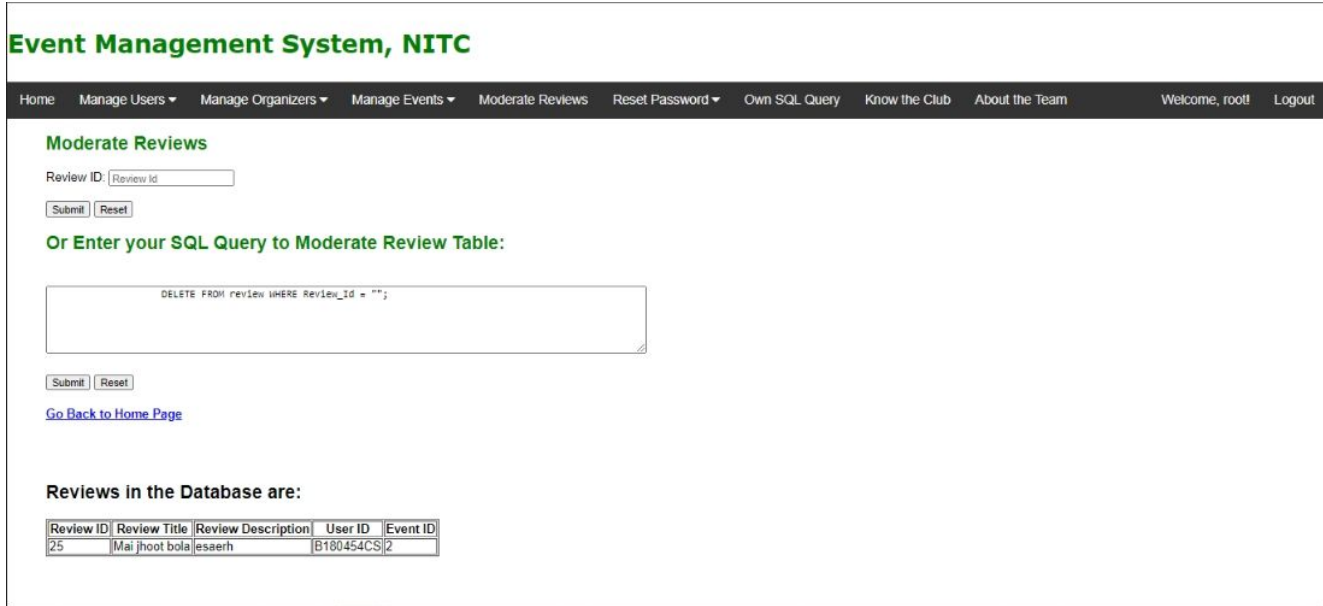 Event Management System, NITC
Home Manage Users Manage Organizers Manage Events Moderate Reviews Reset Password Own SQL Query Know the Club About the Team Welcome, root! Logout
Moderate Reviews
Review ID: Review Id
Submit Reset
Or Enter your SQL Query to Moderate Review Table:
DELETE FROM review WHERE Review_Id = "";
Submit Reset
Go Back to Home Page
Reviews in the Database are:
Review ID Review Title Review Description User ID Event ID
25 Mai jhoot bola esaerh B180454CS 2